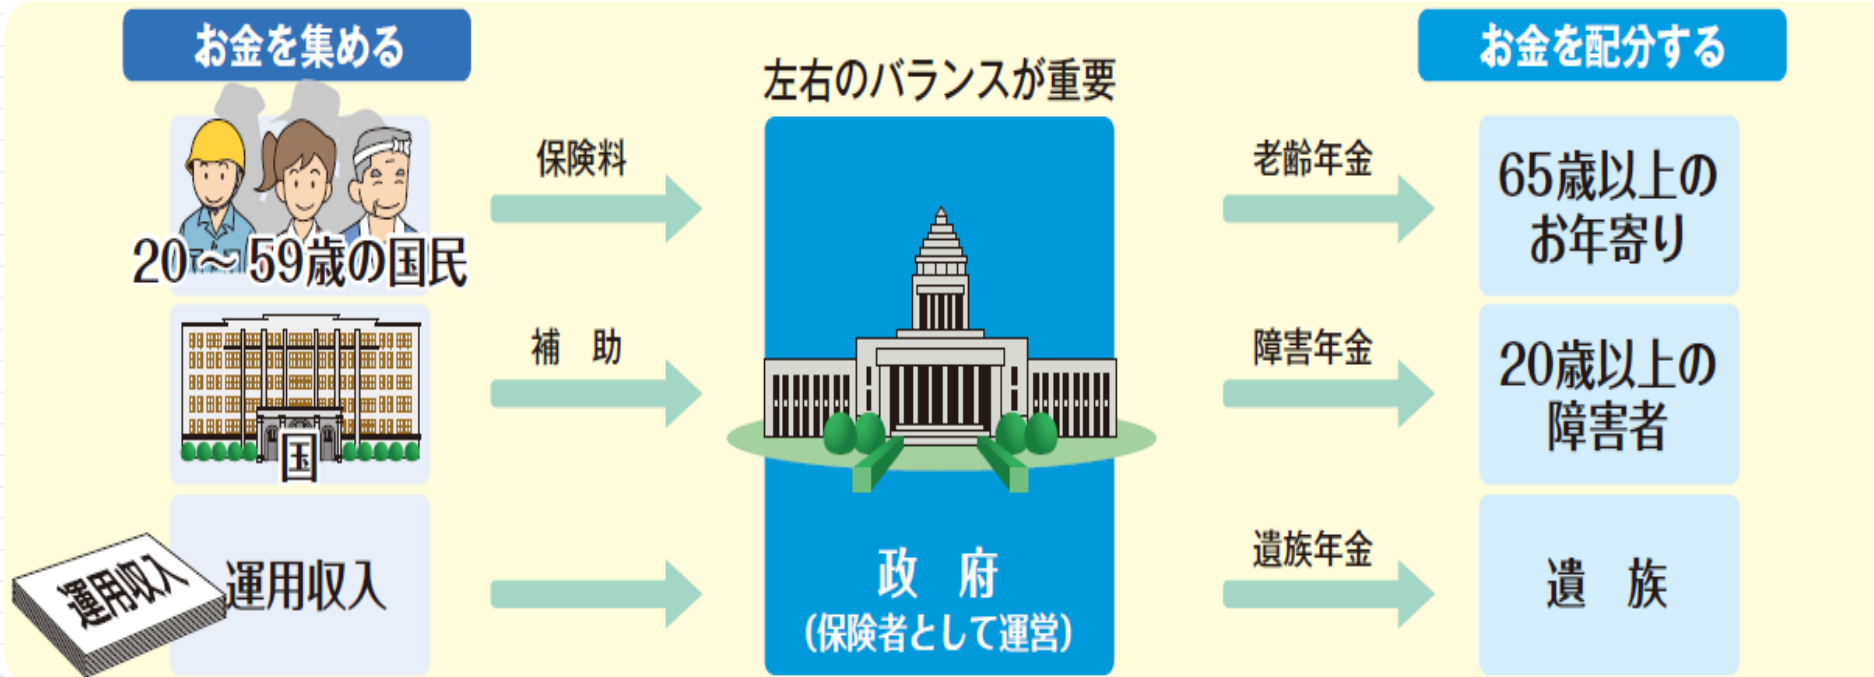 お金を集める
左右のバランスが重要
お金を配分する
20～59歳の国民
保険料
老齢年金
65歳以上の
お年寄り
国
補　助
障害年金
20歳以上の
障害者
運用収入
運用収入
政　府
(保険者として運営)
遺族年金
遺　族